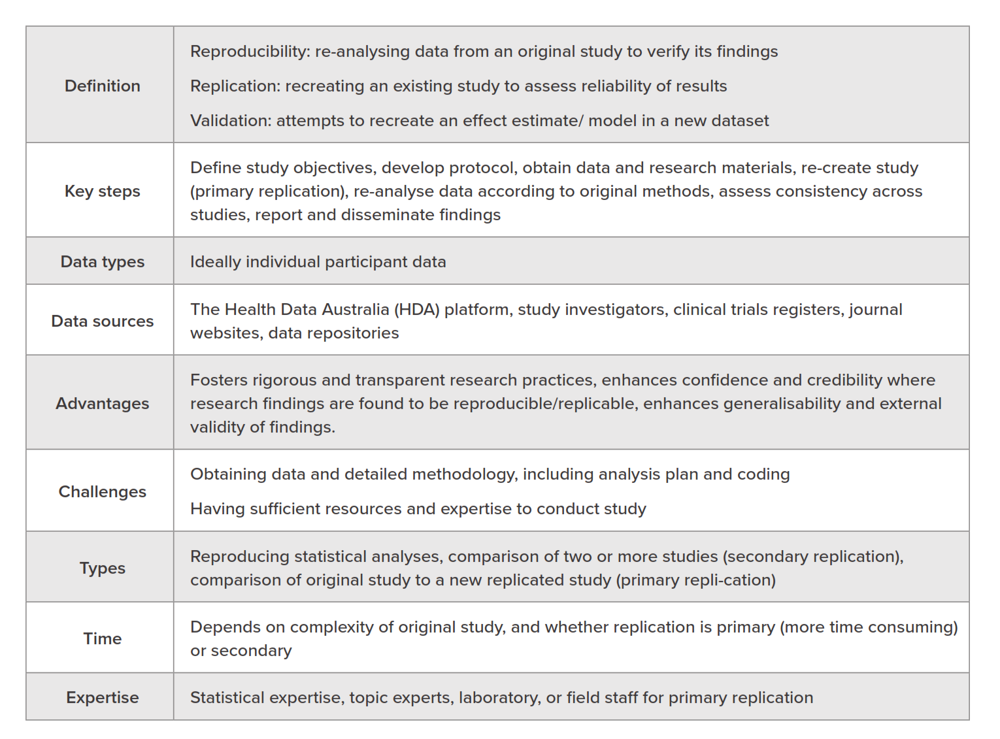 Definition
Reproducibility: re-analysing data from an original study to verify its findings
Replication: recreating an existing study to assess reliability of results
Validation: attempts to recreate an effect estimate/ model in a new dataset
Key steps
Define study objectives, develop protocol, obtain data and research materials, re-create study
(primary replication), re-analyse data according to original methods, assess consistency across
studies, report and disseminate findings
Data types
Ideally individual participant data
Data sources
The Health Data Australia (HDA) platform, study investigators, clinical trials registers, journal
websites, data repositories
Advantages
Fosters rigorous and transparent research practices, enhances confidence and credibility where
research findings are found to be reproducible/replicable, enhances generalisability and external
validity of findings.
Challenges
Obtaining data and detailed methodology, including analysis plan and coding
Having sufficient resources and expertise to conduct study
Types
Reproducing statistical analyses, comparison of two or more studies (secondary replication),
comparison of original study to a new replicated study (primary repli-cation)
Time
Depends on complexity of original study, and whether replication is primary (more time consuming)
or secondary
Expertise
Statistical expertise, topic experts, laboratory, or field staff for primary replication